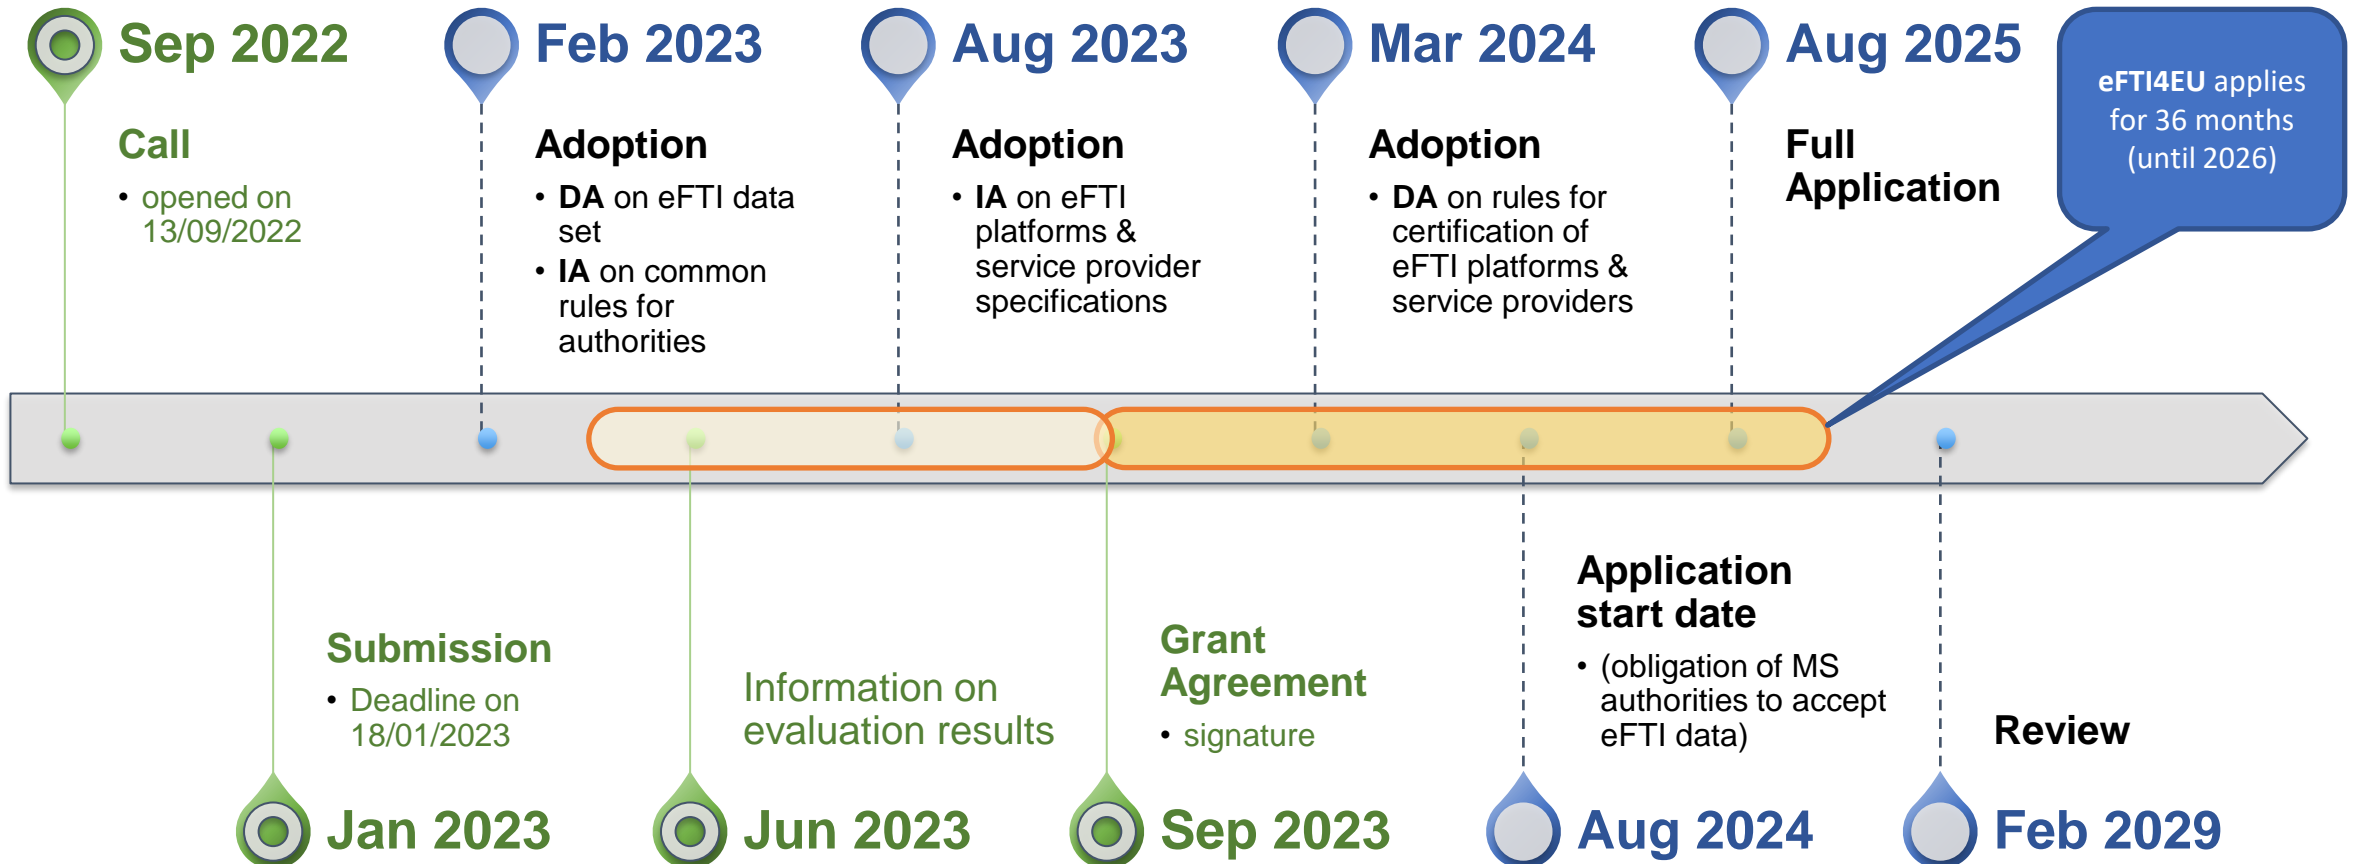 Sep 2022
Call
• opened on
13/09/2022
Feb 2023
Adoption
• DA on eFTI data
set
• IA on common
rules for
authorities
Aug 2023
Adoption
• IA on eFTI
platforms &
service provider
specifications
Mar 2024
Adoption
• DA on rules for
certification of
eFTI platforms &
service providers
Aug 2025
Full
Application
eFTI4EU applies
for 36 months
(until 2026)
Submission
• Deadline on
18/01/2023
Jan 2023
Information on
evaluation results
Jun 2023
Grant
Agreement
• signature
Sep 2023
Application
start date
• (obligation of MS
authorities to accept
eFTI data)
Aug 2024
Review
Feb 2029